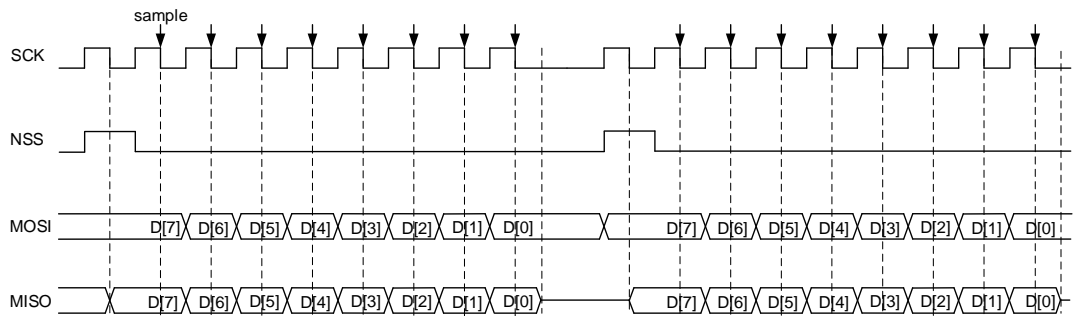 sample
SCK
NSS
MOSI D[7] D[6] D[5] D[4] D[3] D[2] D[1] D[0] D[7] D[6] D[5] D[4] D[3] D[2] D[1] D[0]
MISO D[7] D[6] D[5] D[4] D[3] D[2] D[1] D[0] D[7] D[6] D[5] D[4] D[3] D[2] D[1] D[0]